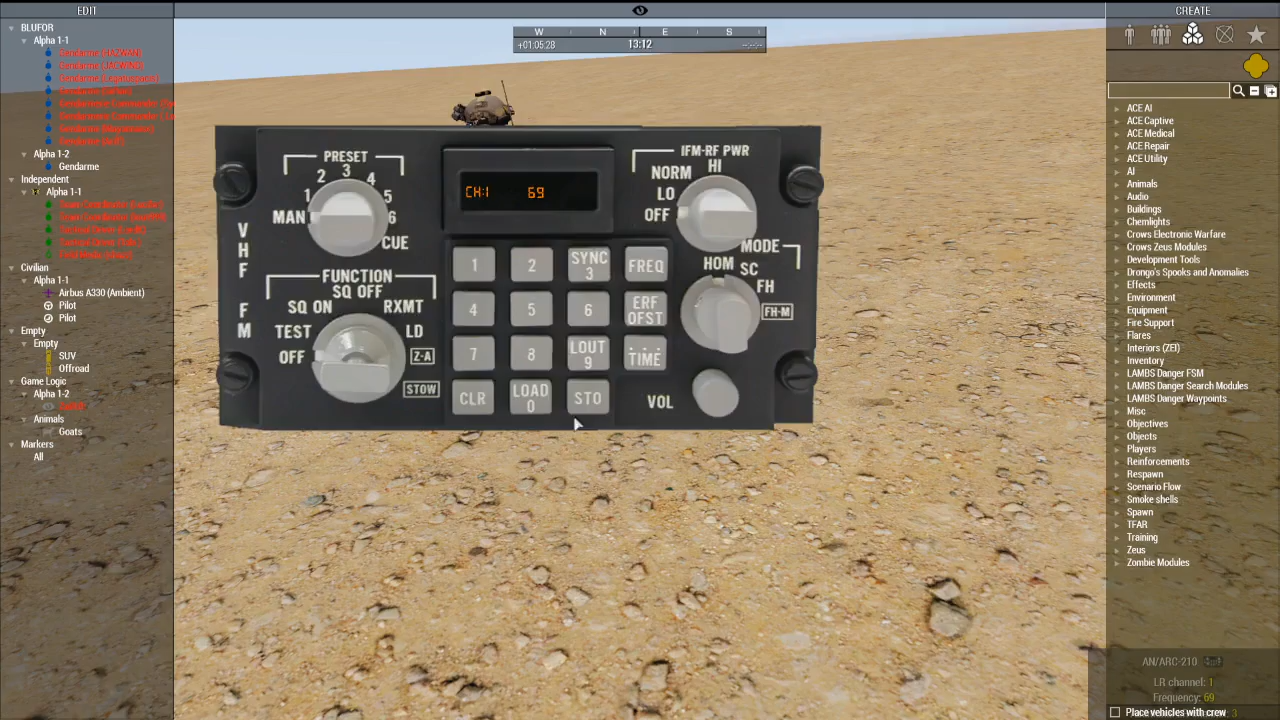 EDIT
BLUFOR
Alpha 1-1
Gendarme (MAZWAN)
Gendarme (JACWIND)
Alpha 1-2
Gendarme
Independent
Alpha 1-1
Civilian
Alpha 1-1
Airbus A330 (Ambient)
Pilot
Pilot
Empty
Empty
SUV
Offroad
Game Logic
Alpha 1-2
Animals
Goats
Markers
All
W N E S
+01:05:28 13:12
PRESET
MAN 1 2 3 4 5 6 CUE
VHF FM
FUNCTION
OFF TEST SQ ON SQ OFF RXMT LD Z-A STOW
CH:1 69
1 2 SYNC 3 FREQ
4 5 6 ERF OFST
7 8 LOUT 9 TIME
CLR LOAD 0 STO
IFM-RF PWR
OFF LO NORM HI
MODE
HOM SC FH FH-M
VOL
CREATE
ACE AI
ACE Captive
ACE Medical
ACE Repair
ACE Utility
AI
Animals
Audio
Buildings
Chemlights
Crows Electronic Warfare
Crows Zeus Modules
Development Tools
Drongo's Spooks and Anomalies
Effects
Environment
Equipment
Fire Support
Flares
Interiors (ZEI)
Inventory
LAMBS Danger FSM
LAMBS Danger Search Modules
LAMBS Danger Waypoints
Misc
Objectives
Objects
Players
Reinforcements
Respawn
Scenario Flow
Smoke shells
Spawn
TFAR
Training
Zeus
Zombie Modules
AN/ARC-210
LR channel: 1
Frequency: 69
Place vehicles with crew